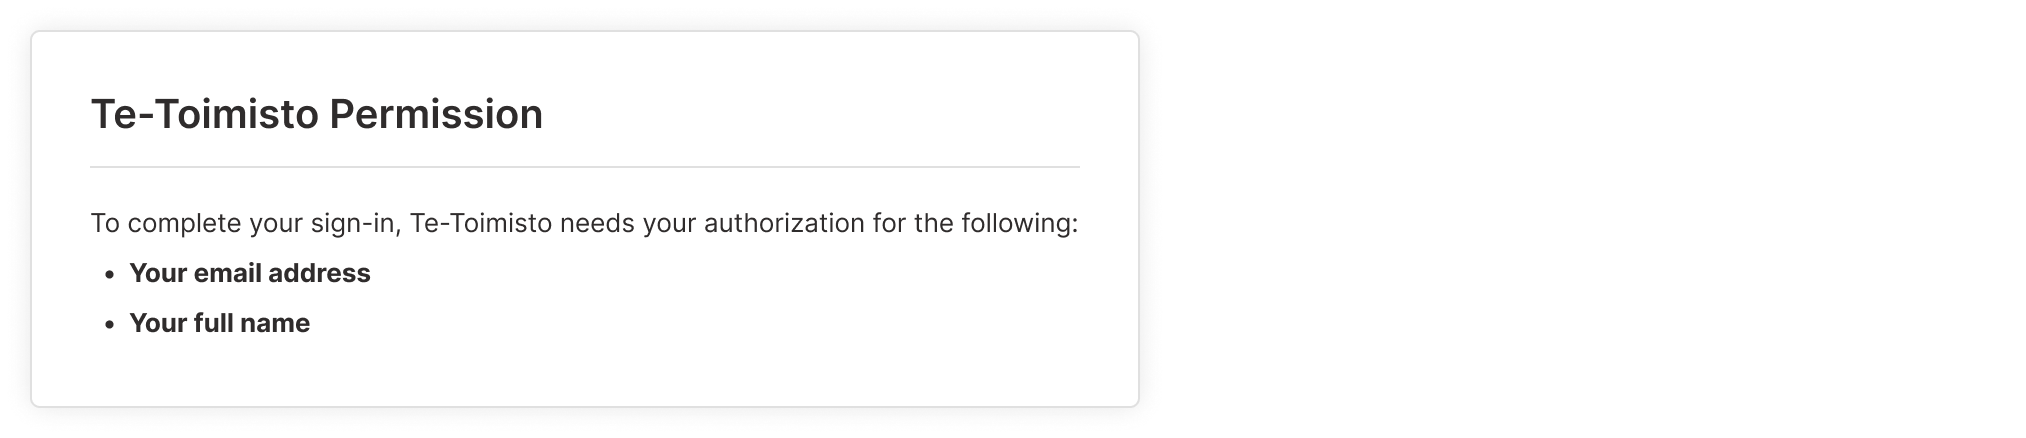 Te-Toimisto Permission
To complete your sign-in, Te-Toimisto needs your authorization for the following:
• Your email address
• Your full name